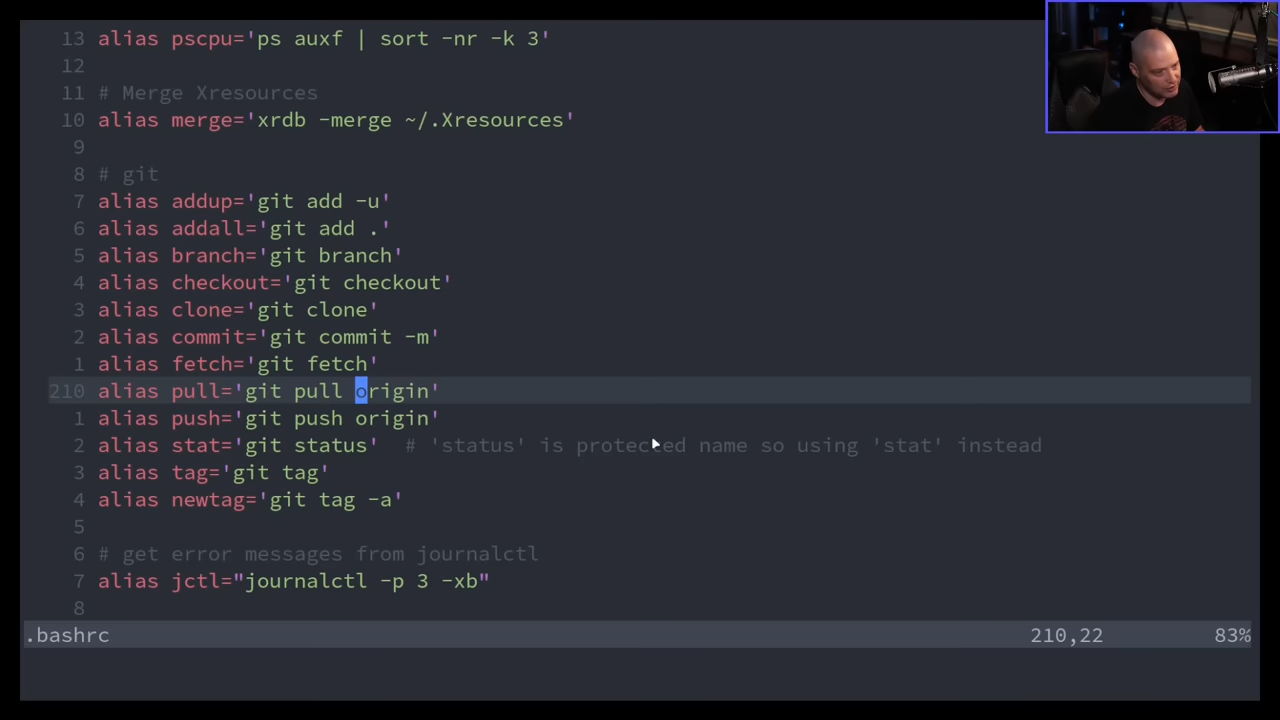 13 alias pscpu='ps auxf | sort -nr -k 3'
12
11 # Merge Xresources
10 alias merge='xrdb -merge ~/.Xresources'
9
8 # git
7 alias addup='git add -u'
6 alias addall='git add .'
5 alias branch='git branch'
4 alias checkout='git checkout'
3 alias clone='git clone'
2 alias commit='git commit -m'
1 alias fetch='git fetch'
210 alias pull='git pull origin'
1 alias push='git push origin'
2 alias stat='git status'  # 'status' is protected name so using 'stat' instead
3 alias tag='git tag'
4 alias newtag='git tag -a'
5
6 # get error messages from journalctl
7 alias jctl="journalctl -p 3 -xb"
8
.bashrc 210,22 83%